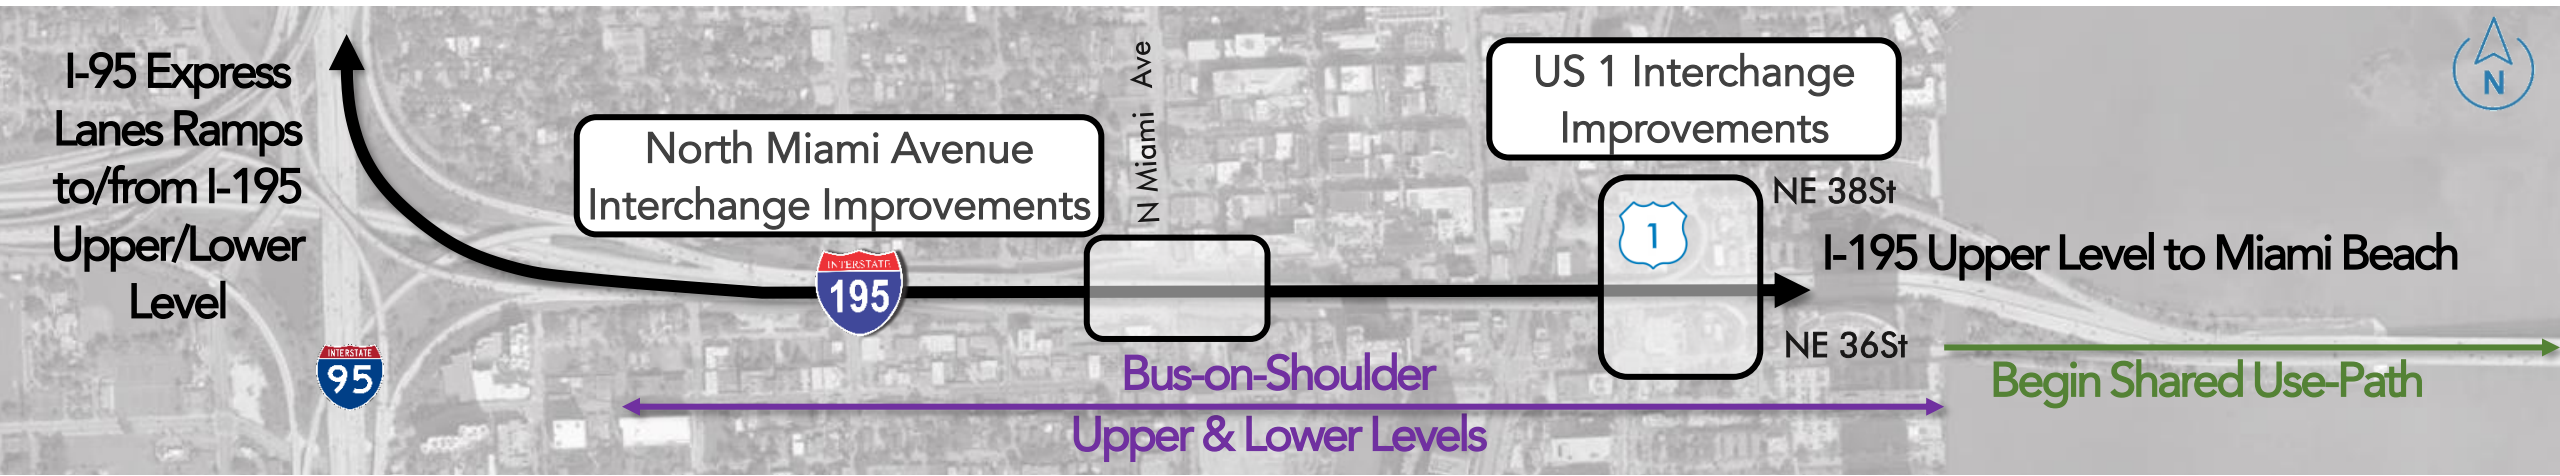 I-95 Express
Lanes Ramps
to/from I-195
Upper/Lower
Level
INTERSTATE
95
North Miami Avenue
Interchange Improvements
INTERSTATE
195
N Miami Ave
US 1 Interchange
Improvements
1
NE 38St
I-195 Upper Level to Miami Beach
NE 36St
Bus-on-Shoulder
Upper & Lower Levels
Begin Shared Use-Path
N